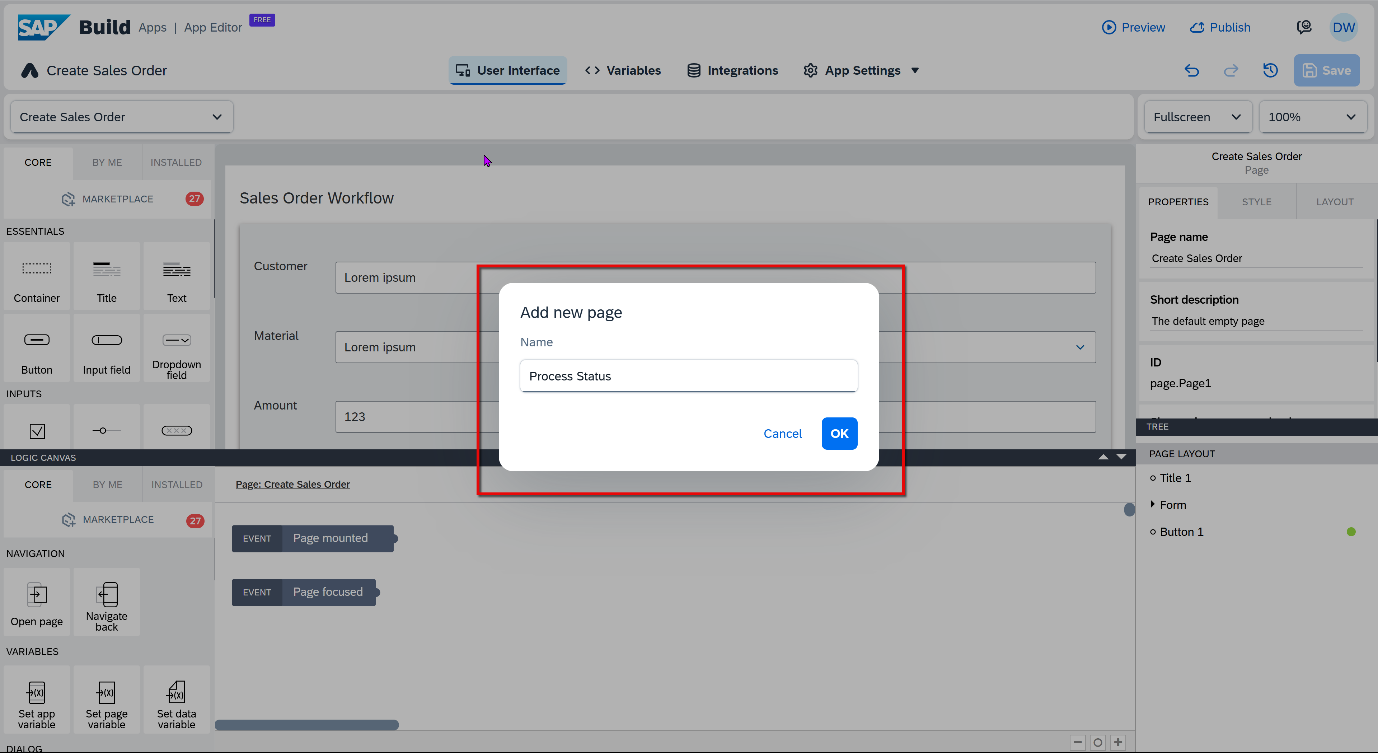 SAP Build Apps | App Editor FREE
Preview
Publish
DW
Create Sales Order
User Interface
Variables
Integrations
App Settings
Save
Create Sales Order
Fullscreen
100%
CORE
BY ME
INSTALLED
MARKETPLACE
27
ESSENTIALS
Container
Title
Text
Button
Input field
Dropdown
field
INPUTS
Sales Order Workflow
Customer
Lorem ipsum
Material
Lorem ipsum
Amount
123
Add new page
Name
Process Status
Cancel
OK
LOGIC CANVAS
CORE
BY ME
INSTALLED
MARKETPLACE
27
NAVIGATION
Open page
Navigate
back
VARIABLES
Set app
variable
Set page
variable
Set data
variable
DIALOG
Page: Create Sales Order
EVENT Page mounted
EVENT Page focused
Create Sales Order
Page
PROPERTIES
STYLE
LAYOUT
Page name
Create Sales Order
Short description
The default empty page
ID
page.Page1
TREE
PAGE LAYOUT
Title 1
Form
Button 1